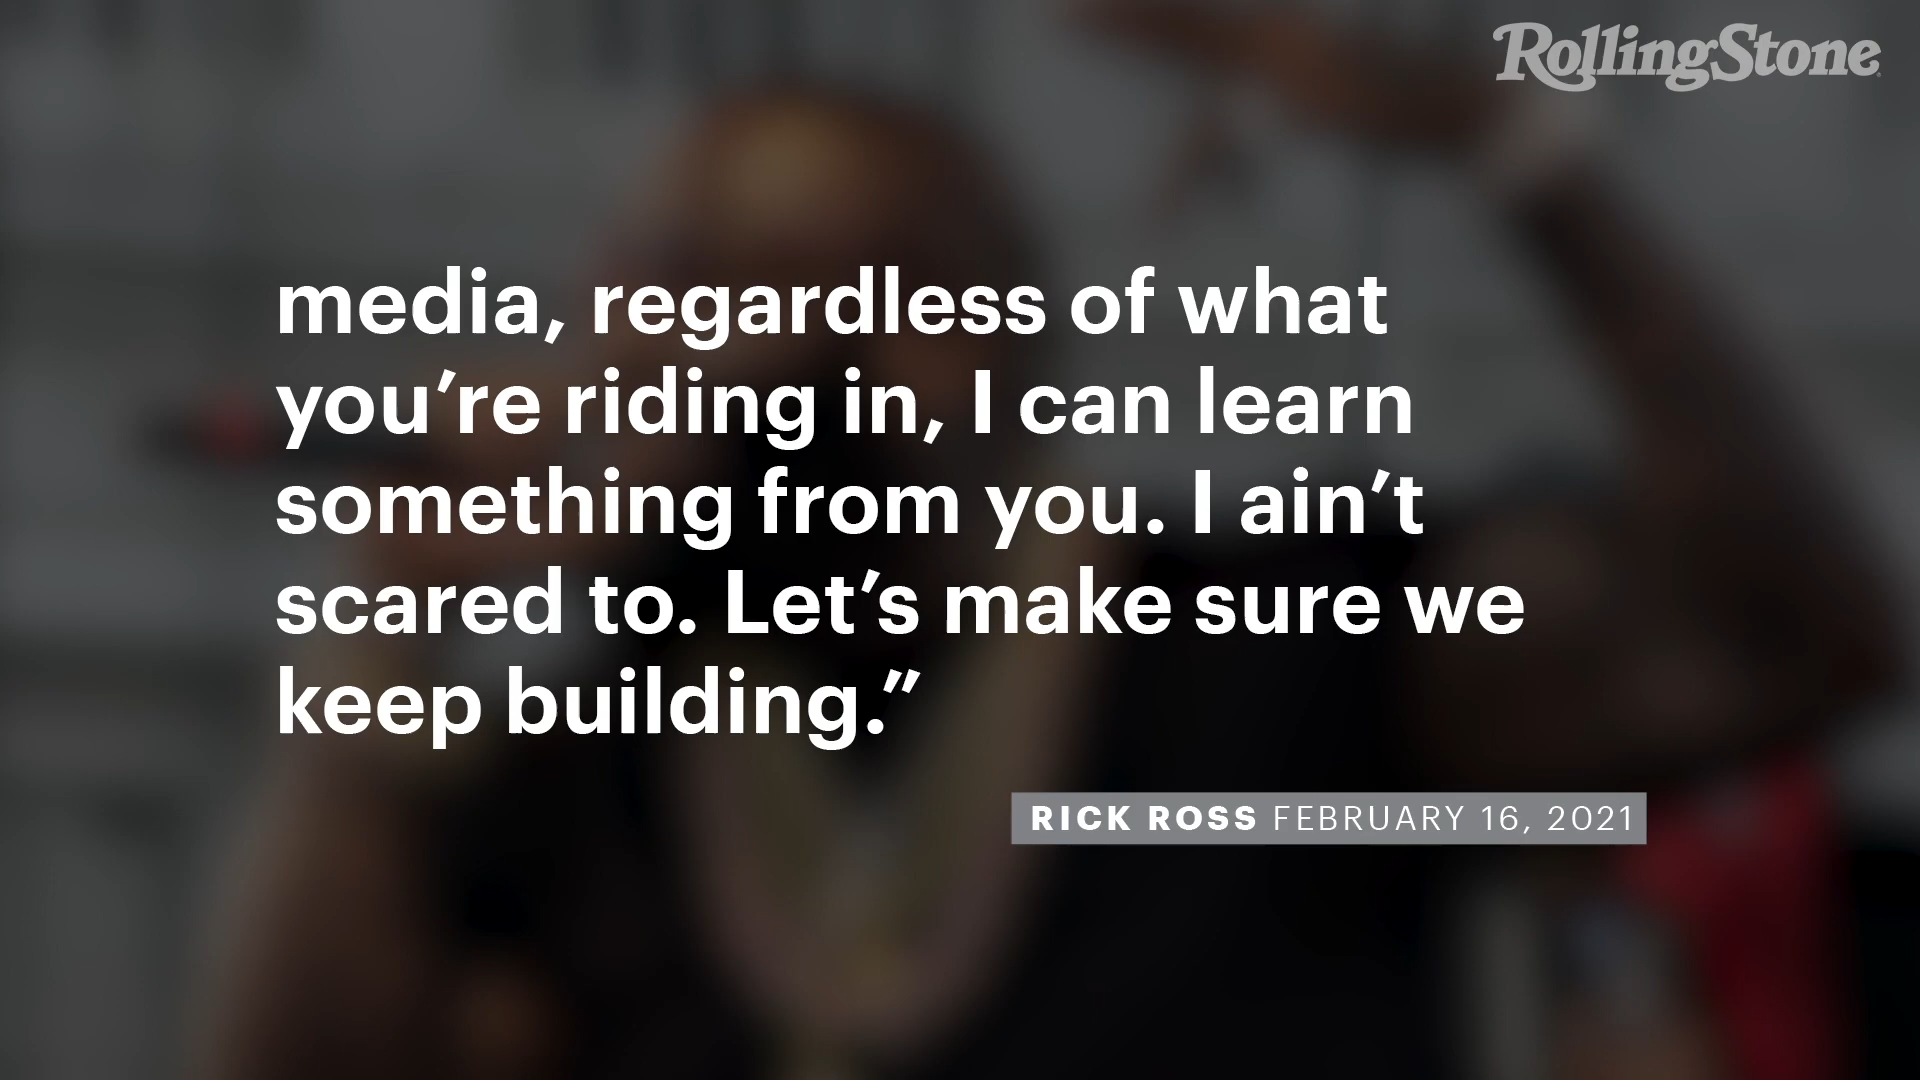 RollingStone
media, regardless of what
you’re riding in, I can learn
something from you. I ain’t
scared to. Let’s make sure we
keep building.”
RICK ROSS FEBRUARY 16, 2021